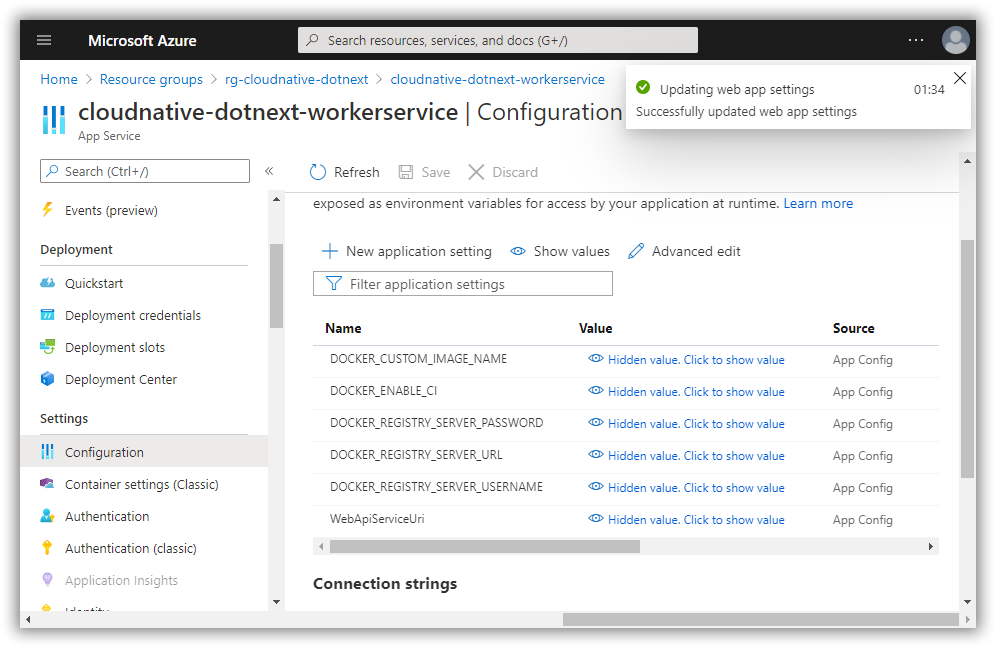 Microsoft Azure
Search resources, services, and docs (G+/)
Home > Resource groups > rg-cloudnative-dotnext > cloudnative-dotnext-workerservice
Updating web app settings 01:34
Successfully updated web app settings
cloudnative-dotnext-workerservice | Configuration
App Service
Search (Ctrl+/)
Refresh Save Discard
exposed as environment variables for access by your application at runtime. Learn more
Events (preview)
Deployment
Quickstart
Deployment credentials
Deployment slots
Deployment Center
Settings
Configuration
Container settings (Classic)
Authentication
Authentication (classic)
Application Insights
Identity
New application setting Show values Advanced edit
Filter application settings
Name Value Source
DOCKER_CUSTOM_IMAGE_NAME Hidden value. Click to show value App Config
DOCKER_ENABLE_CI Hidden value. Click to show value App Config
DOCKER_REGISTRY_SERVER_PASSWORD Hidden value. Click to show value App Config
DOCKER_REGISTRY_SERVER_URL Hidden value. Click to show value App Config
DOCKER_REGISTRY_SERVER_USERNAME Hidden value. Click to show value App Config
WebApiServiceUri Hidden value. Click to show value App Config
Connection strings